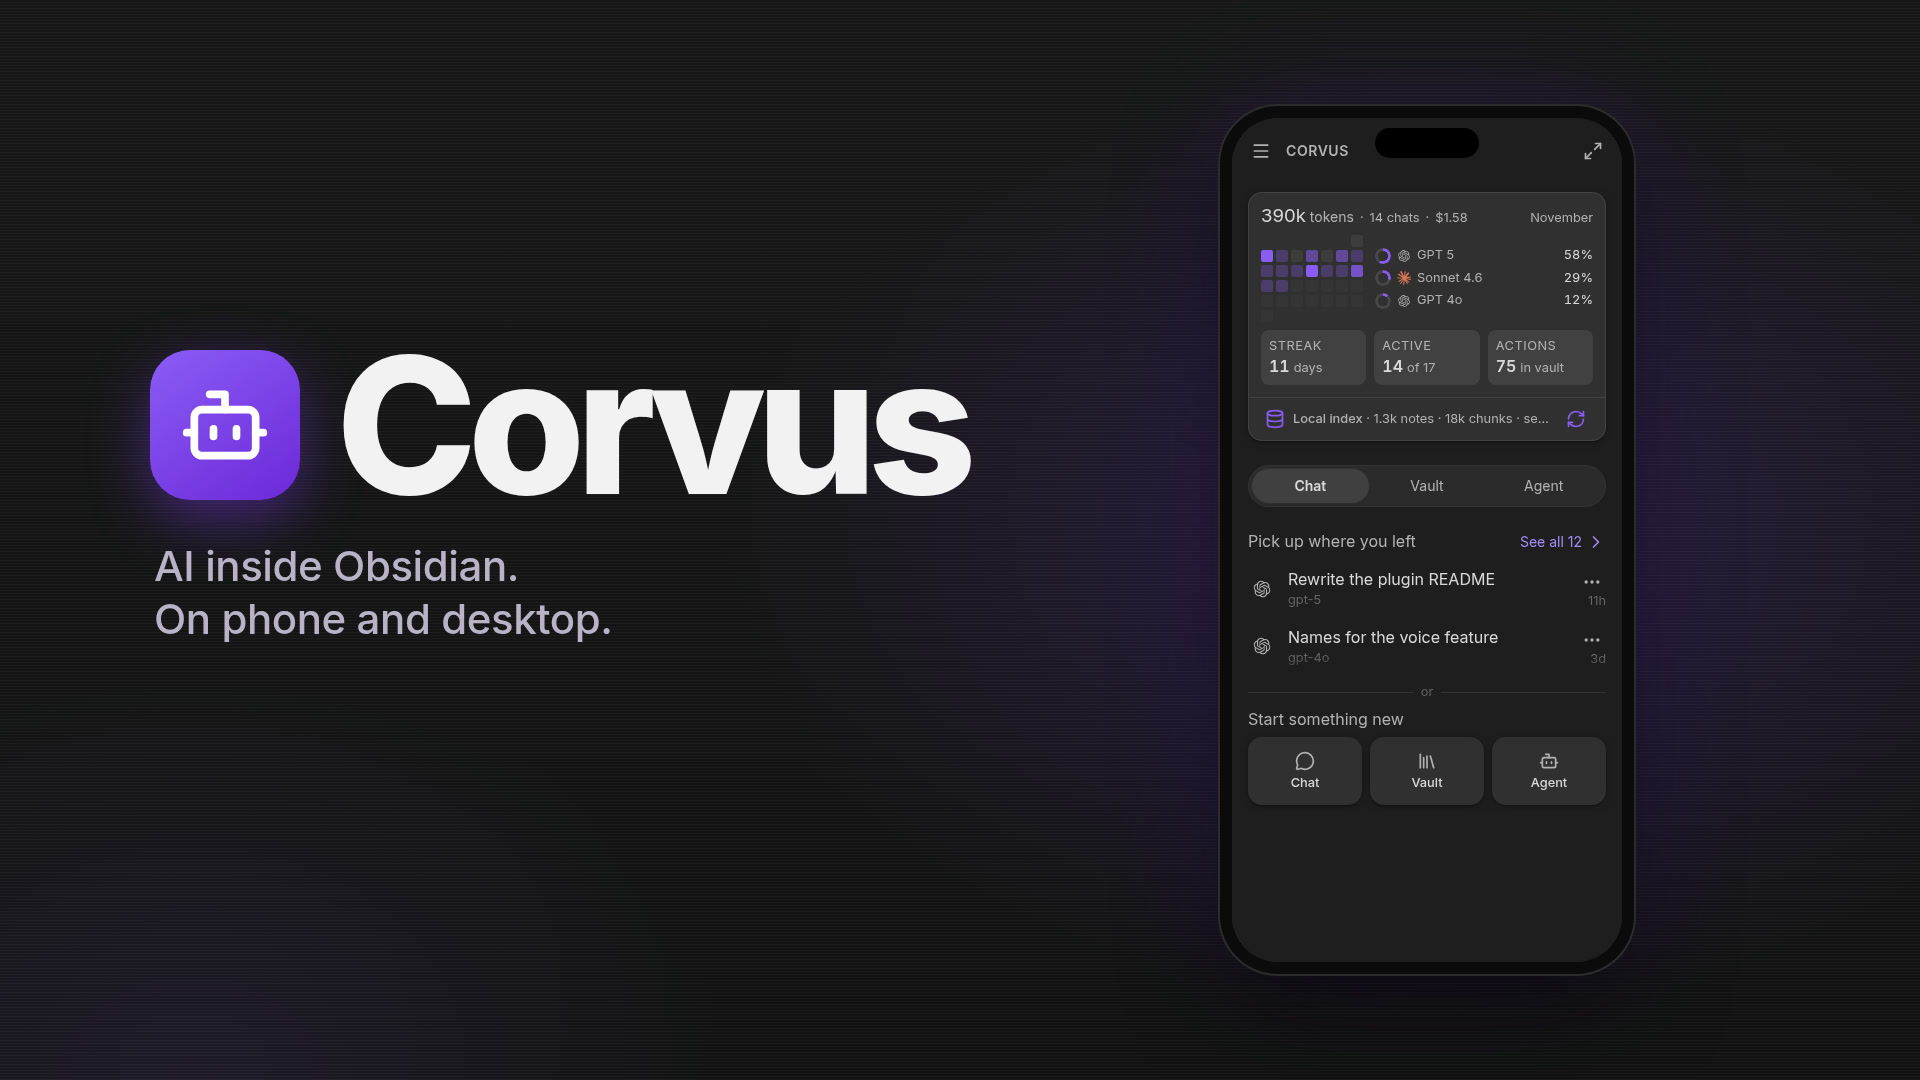 Corvus
AI inside Obsidian.
On phone and desktop.
CORVUS
390k tokens · 14 chats · $1.58 November
GPT 5 58%
Sonnet 4.6 29%
GPT 4o 12%
STREAK ACTIVE ACTIONS
11 days 14 of 17 75 in vault
Local index · 1.3k notes · 18k chunks · se...
Chat Vault Agent
Pick up where you left See all 12
Rewrite the plugin README
gpt-5 11h
Names for the voice feature
gpt-4o 3d
or
Start something new
Chat Vault Agent